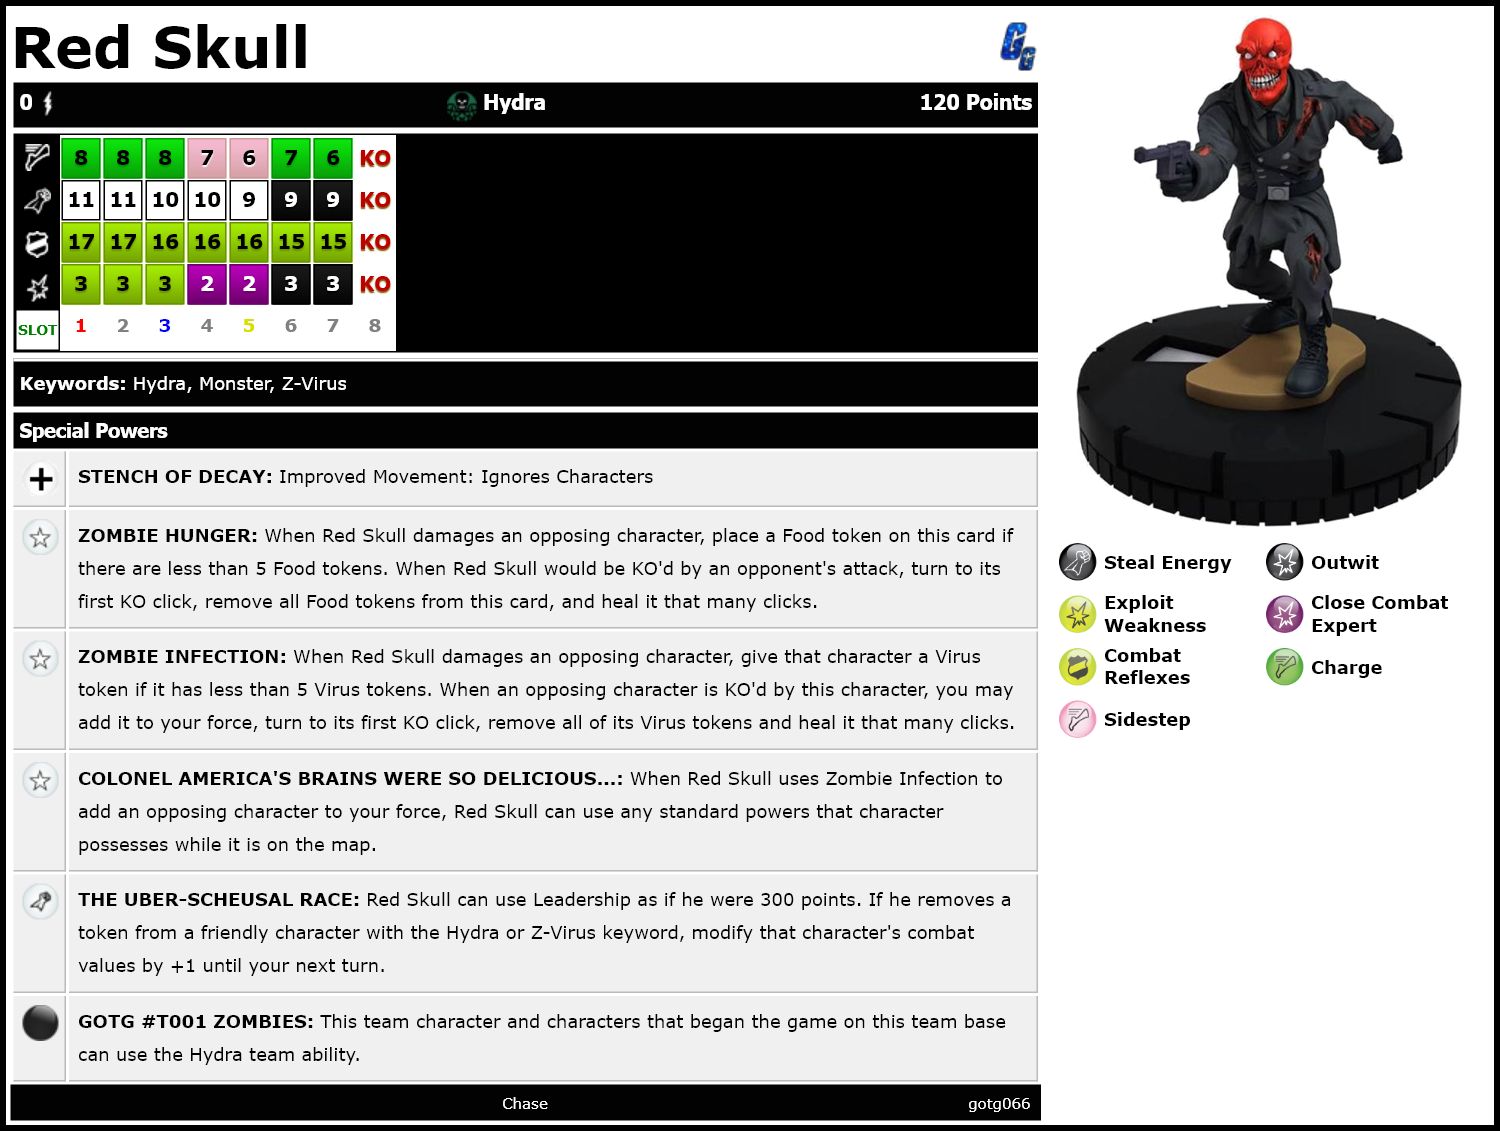 Red Skull
GG
0 Hydra 120 Points
8 8 8 7 6 7 6 KO
11 11 10 10 9 9 9 KO
17 17 16 16 16 15 15 KO
3 3 3 2 2 3 3 KO
SLOT 1 2 3 4 5 6 7 8
Keywords: Hydra, Monster, Z-Virus
Special Powers
STENCH OF DECAY: Improved Movement: Ignores Characters
ZOMBIE HUNGER: When Red Skull damages an opposing character, place a Food token on this card if
there are less than 5 Food tokens. When Red Skull would be KO'd by an opponent's attack, turn to its
first KO click, remove all Food tokens from this card, and heal it that many clicks.
ZOMBIE INFECTION: When Red Skull damages an opposing character, give that character a Virus
token if it has less than 5 Virus tokens. When an opposing character is KO'd by this character, you may
add it to your force, turn to its first KO click, remove all of its Virus tokens and heal it that many clicks.
COLONEL AMERICA'S BRAINS WERE SO DELICIOUS...: When Red Skull uses Zombie Infection to
add an opposing character to your force, Red Skull can use any standard powers that character
possesses while it is on the map.
THE UBER-SCHEUSAL RACE: Red Skull can use Leadership as if he were 300 points. If he removes a
token from a friendly character with the Hydra or Z-Virus keyword, modify that character's combat
values by +1 until your next turn.
GOTG #T001 ZOMBIES: This team character and characters that began the game on this team base
can use the Hydra team ability.
Chase gotg066
Steal Energy Outwit
Exploit
Weakness
Close Combat
Expert
Combat
Reflexes
Charge
Sidestep